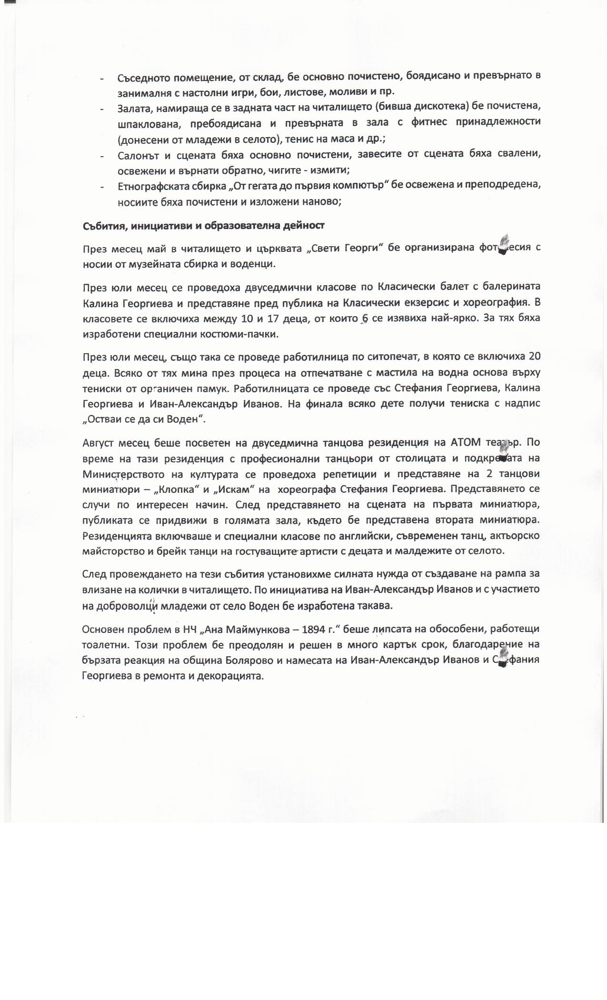 - Съседното помещение, от склад, бе основно почистено, боядисано и превърнато в
занималня с настолни игри, бои, листове, моливи и пр.
- Залата, намираща се в задната част на читалището (бивша дискотека) бе почистена,
шпаклована, пребоядисана и превърната в зала с фитнес принадлежности
(донесени от младежи в селото), тенис на маса и др.;
- Салонът и сцената бяха основно почистени, завесите от сцената бяха свалени,
освежени и върнати обратно, чигите - измити;
- Етнографската сбирка „От гегата до първия компютър“ бе освежена и преподредена,
носиите бяха почистени и изложени наново;
Събития, инициативи и образователна дейност
През месец май в читалището и църквата „Свети Георги“ бе организирана с
носии от музейната сбирка и воденци.
През юли месец се проведоха двуседмични класове по Класически балет с балерината
Калина Георгиева и представяне пред публика на Класически екзерсис и хореография. В
класовете се включиха между 10 и 17 деца, от които 6 се изявиха най-ярко. За тях бяха
изработени специални костюми-пачки.
През юли месец, също така се проведе работилница по ситопечат, в която се включиха 20
деца. Всяко от тях мина през процеса на отпечатване с мастила на водна основа върху
тениски от органичен памук. Работилницата се проведе със Стефания Георгиева, Калина
Георгиева и Иван-Александър Иванов. На финала всяко дете получи тениска с надпис
„Остваи се да си Воден“.
Август месец беше посветен на двуседмична танцова резиденция на АТОМ театър. По
време на тази резиденция с професионални танцьори от столицата и подкрепата на
Министерството на културата се проведоха репетиции и представяне на 2 танцови
миниатюри – „Клопка“ и „Искам“ на хореографа Стефания Георгиева. Представянето се
случи по интересен начин. След представянето на сцената на първата миниатюра,
публиката се придвижи в голямата зала, където бе представена втората миниатюра.
Резиденцията включваше и специални класове по английски, съвременен танц, актьорско
майсторство и брейк танци на гостуващите артисти с децата и малдежите от селото.
След провеждането на тези събития установихме силната нужда от създаване на рампа за
влизане на колички в читалището. По инициатива на Иван-Александър Иванов и с участието
на доброволци младежи от село Воден бе изработена такава.
Основен проблем в НЧ „Ана Маймункова – 1894 г.“ беше липсата на обособени, работещи
тоалетни. Този проблем бе преодолян и решен в много картък срок, благодарение на
бързата реакция на община Болярово и намесата на Иван-Александър Иванов и Стефания
Георгиева в ремонта и декорацията.